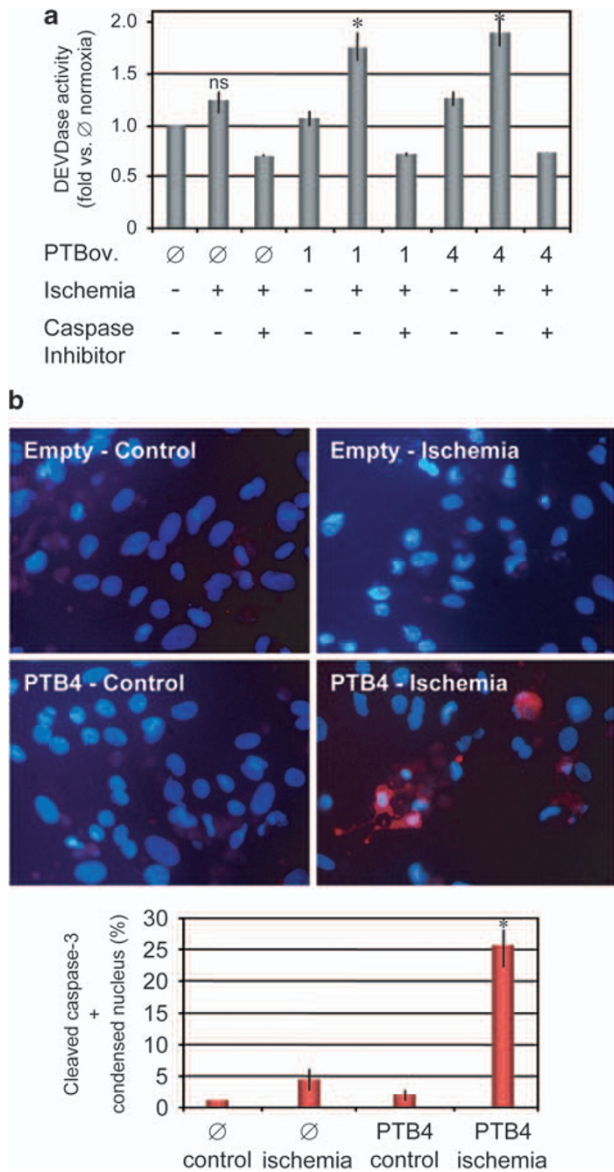 a
DEVDase activity
(fold vs. ∅ normoxia)
2.0
1.5
1.0
0.5
0
ns
*
*
PTBov. ∅ ∅ ∅ 1 1 1 4 4 4
Ischemia - + + - + + - + +
Caspase
Inhibitor - - + - - + - - +
b
Empty - Control
Empty - Ischemia
PTB4 - Control
PTB4 - Ischemia
Cleaved caspase-3
+
condensed nucleus (%)
30
25
20
15
10
5
0
*
∅ ∅ PTB4 PTB4
control ischemia control ischemia